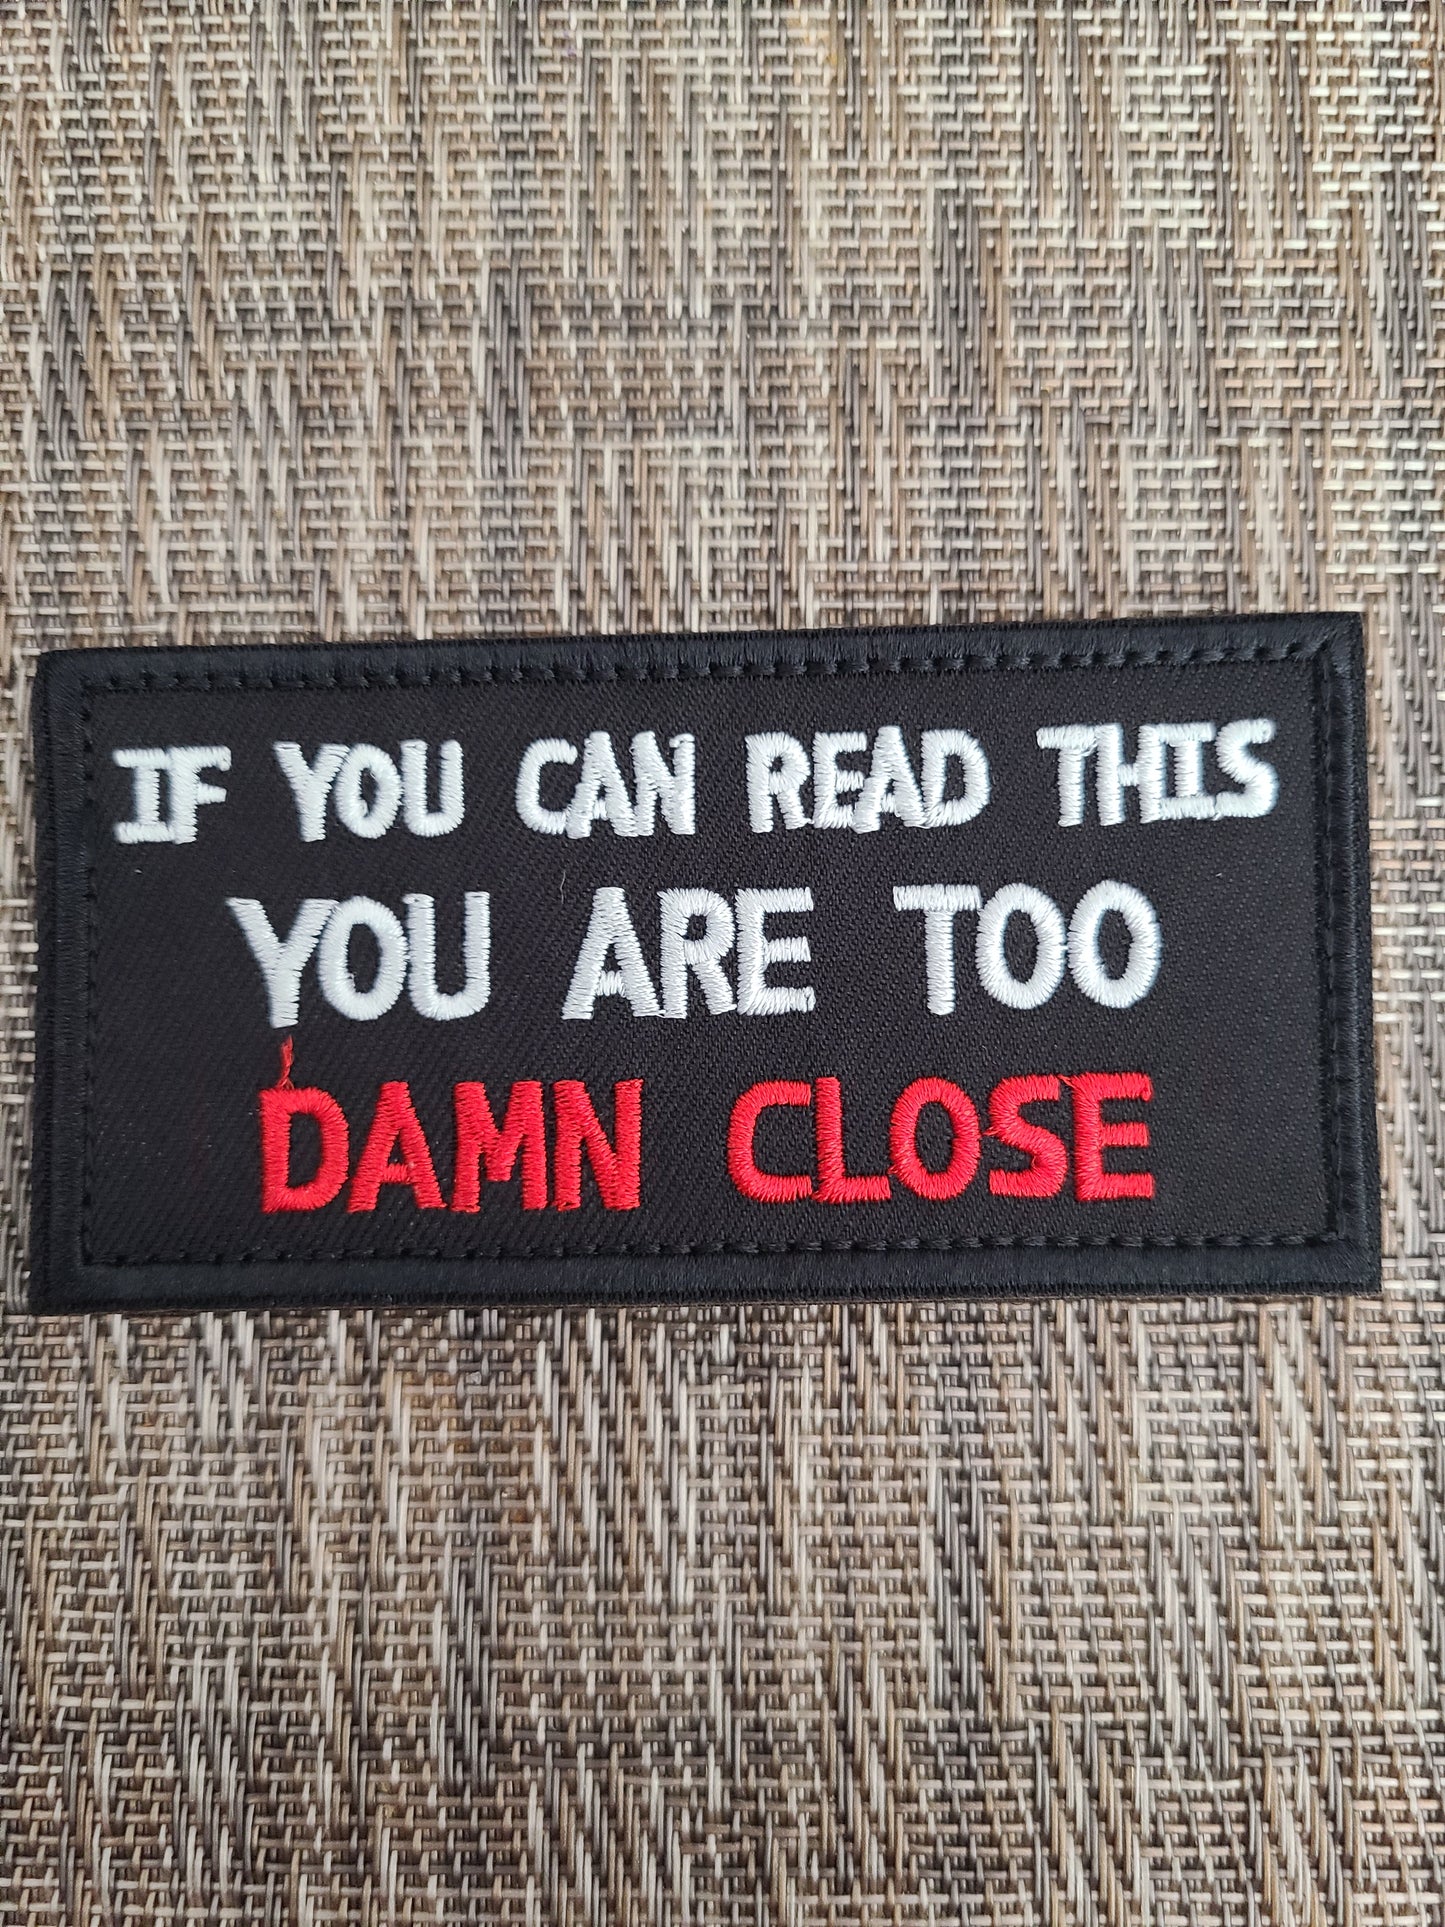 IF YOU CAN READ THIS
YOU ARE TOO
DAMN CLOSE